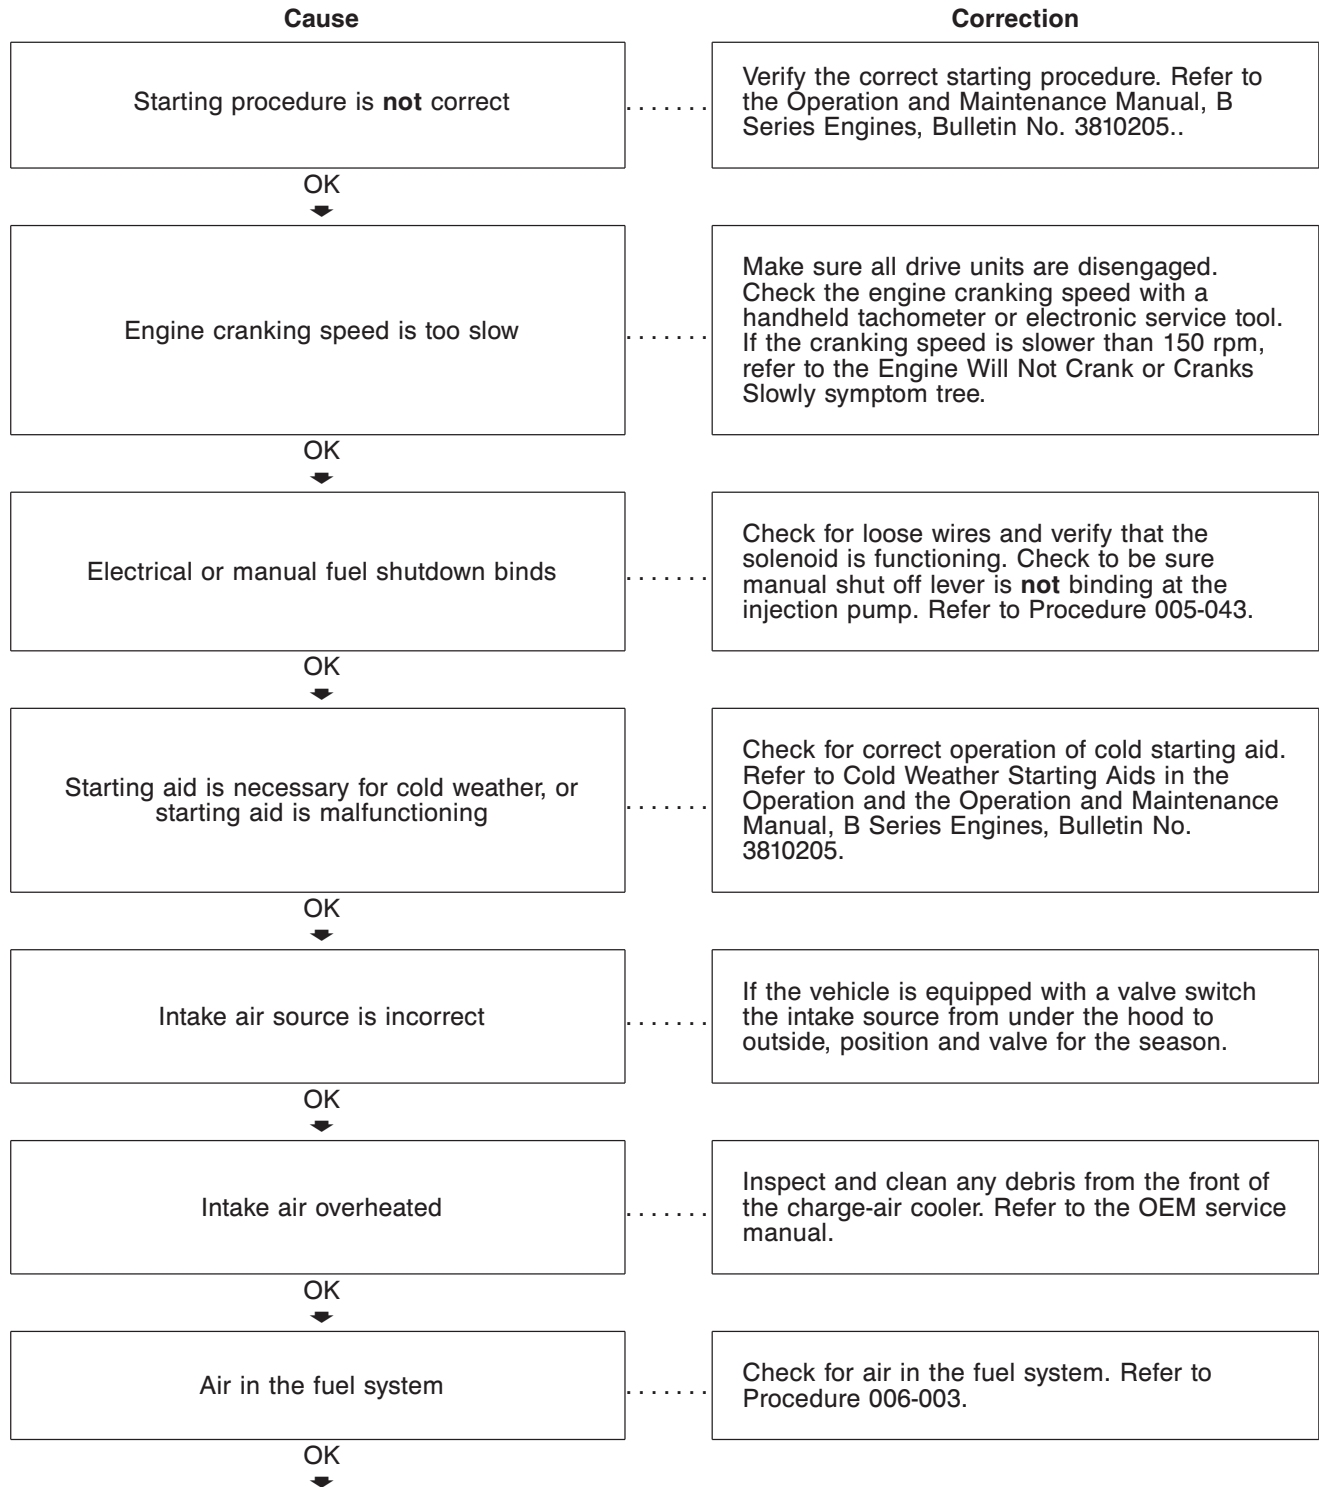 Cause
Correction
Starting procedure is not correct
.......
Verify the correct starting procedure. Refer to
the Operation and Maintenance Manual, B
Series Engines, Bulletin No. 3810205..
OK
Engine cranking speed is too slow
.......
Make sure all drive units are disengaged.
Check the engine cranking speed with a
handheld tachometer or electronic service tool.
If the cranking speed is slower than 150 rpm,
refer to the Engine Will Not Crank or Cranks
Slowly symptom tree.
OK
Electrical or manual fuel shutdown binds
.......
Check for loose wires and verify that the
solenoid is functioning. Check to be sure
manual shut off lever is not binding at the
injection pump. Refer to Procedure 005-043.
OK
Starting aid is necessary for cold weather, or
starting aid is malfunctioning
.......
Check for correct operation of cold starting aid.
Refer to Cold Weather Starting Aids in the
Operation and the Operation and Maintenance
Manual, B Series Engines, Bulletin No.
3810205.
OK
Intake air source is incorrect
.......
If the vehicle is equipped with a valve switch
the intake source from under the hood to
outside, position and valve for the season.
OK
Intake air overheated
.......
Inspect and clean any debris from the front of
the charge-air cooler. Refer to the OEM service
manual.
OK
Air in the fuel system
.......
Check for air in the fuel system. Refer to
Procedure 006-003.
OK